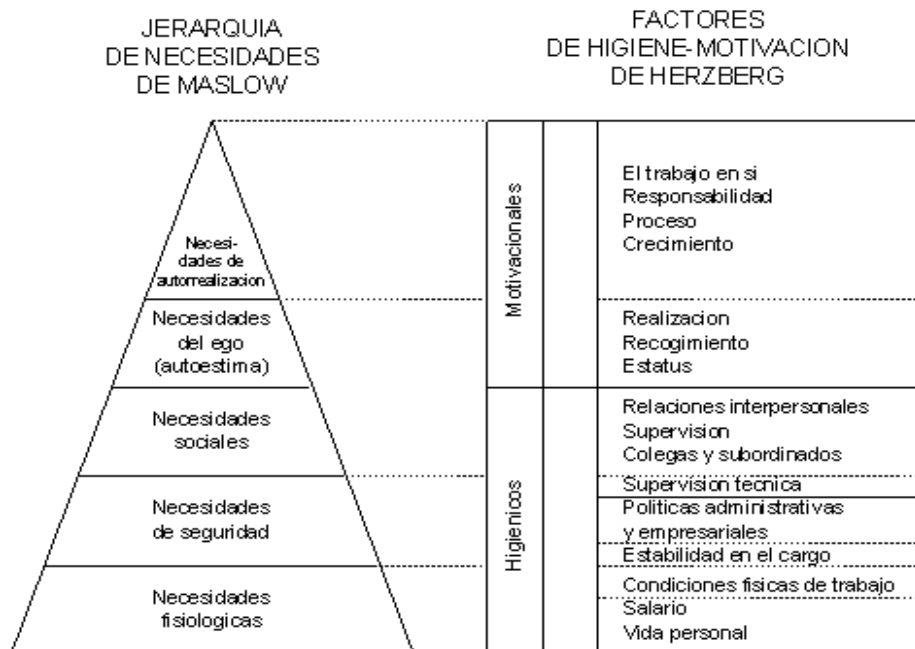 JERARQUIA
DE NECESIDADES
DE MASLOW
Necesi-
dades de
autorrealizacion
Necesidades
del ego
(autoestima)
Necesidades
sociales
Necesidades
de seguridad
Necesidades
fisiologicas
FACTORES
DE HIGIENE-MOTIVACION
DE HERZBERG
Motivacionales
El trabajo en si
Responsabilidad
Proceso
Crecimiento
Realizacion
Recogimiento
Estatus
Higienicos
Relaciones interpersonales
Supervision
Colegas y subordinados
Supervision tecnica
Politicas administrativas
y empresariales
Estabilidad en el cargo
Condiciones fisicas de trabajo
Salario
Vida personal